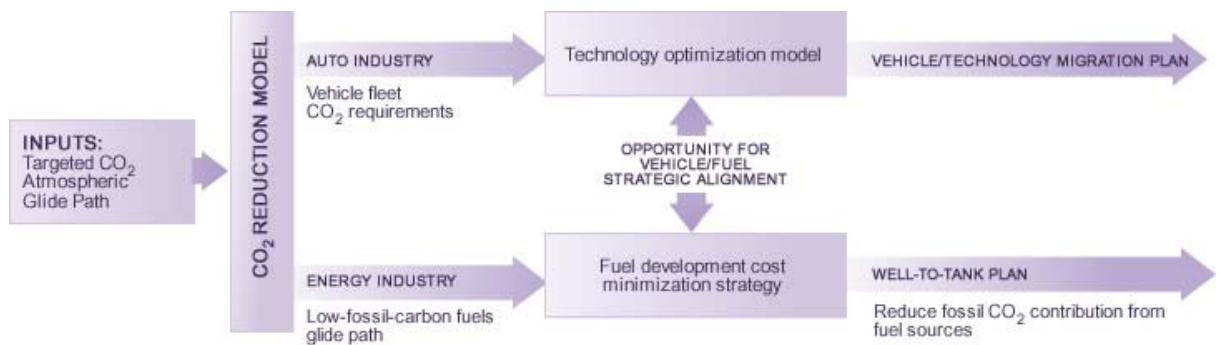 INPUTS:
Targeted CO2
Atmospheric
Glide Path
CO2 REDUCTION MODEL
AUTO INDUSTRY
Vehicle fleet
CO2 requirements
Technology optimization model
VEHICLE/TECHNOLOGY MIGRATION PLAN
OPPORTUNITY FOR
VEHICLE/FUEL
STRATEGIC ALIGNMENT
ENERGY INDUSTRY
Low-fossil-carbon fuels
glide path
Fuel development cost
minimization strategy
WELL-TO-TANK PLAN
Reduce fossil CO2 contribution from
fuel sources